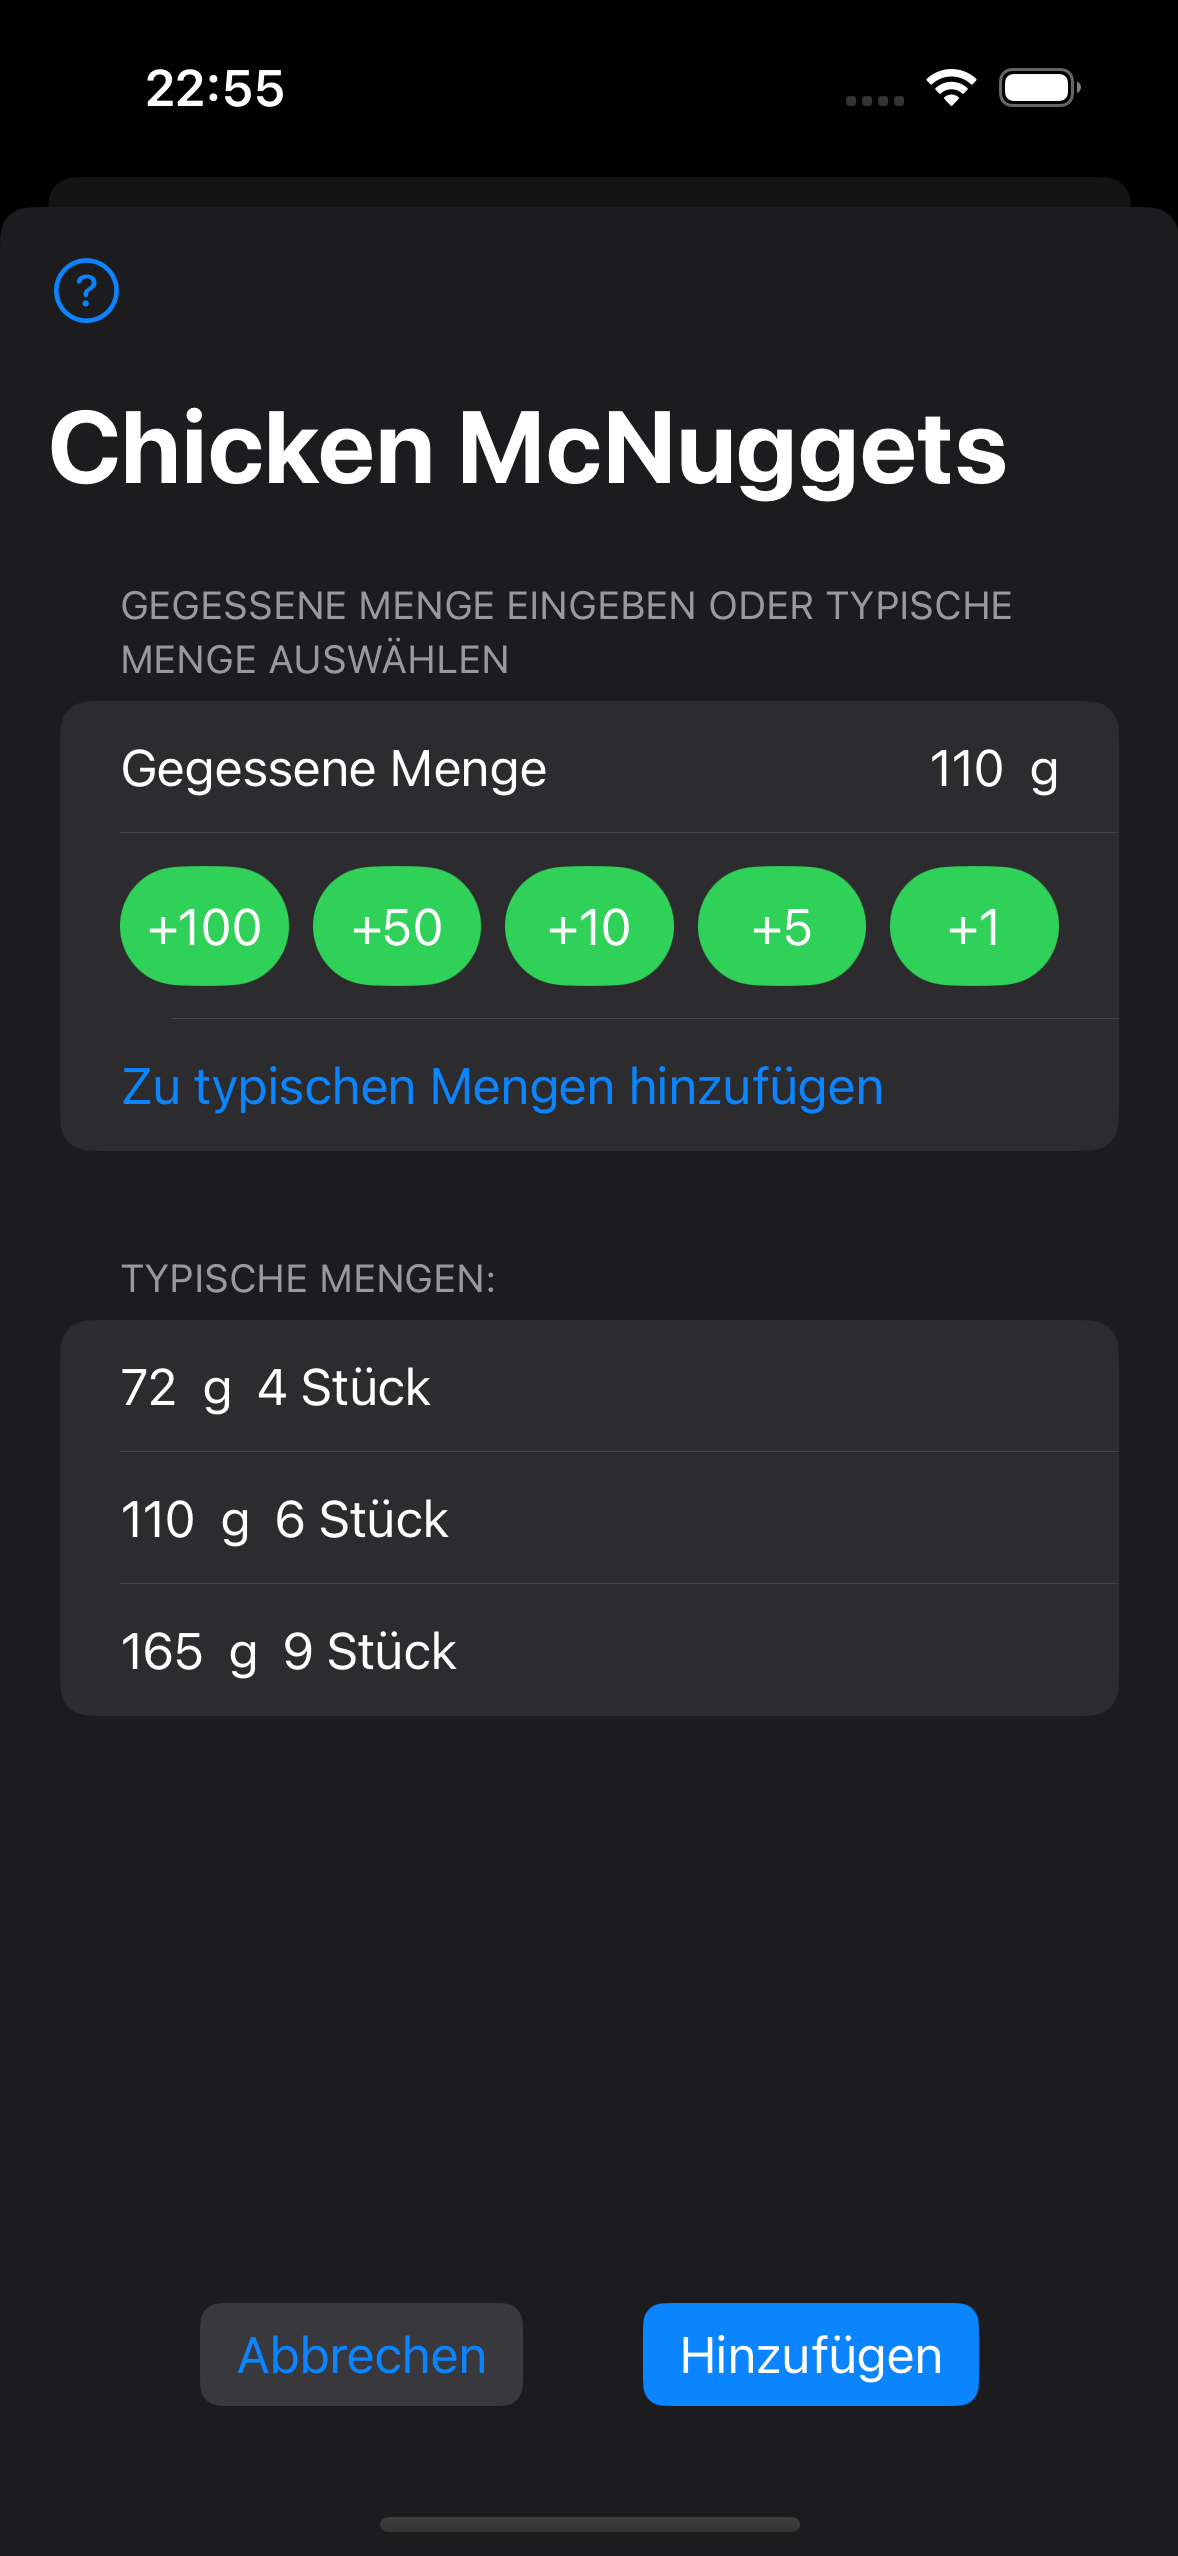 22:55
?
Chicken McNuggets
GEGESSENE MENGE EINGEBEN ODER TYPISCHE
MENGE AUSWÄHLEN
Gegessene Menge 110 g
+100 +50 +10 +5 +1
Zu typischen Mengen hinzufügen
TYPISCHE MENGEN:
72 g 4 Stück
110 g 6 Stück
165 g 9 Stück
Abbrechen Hinzufügen